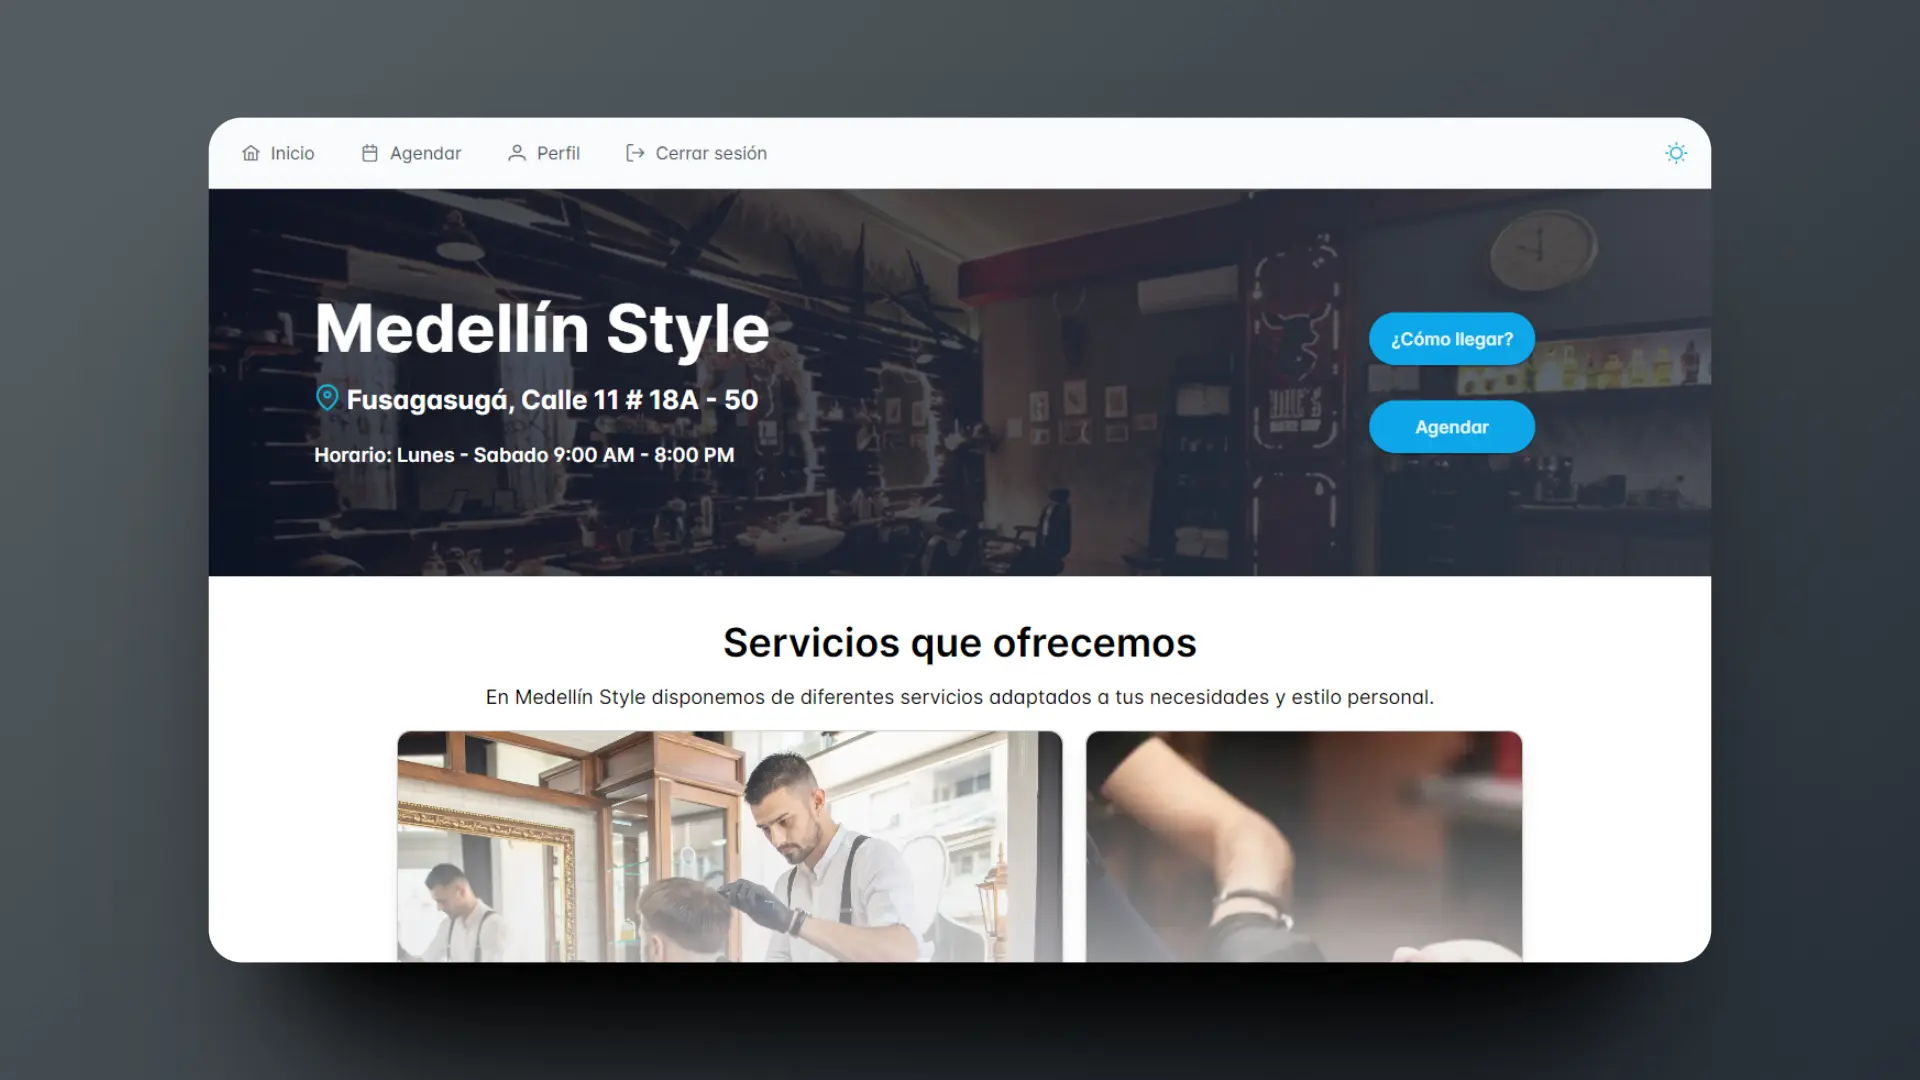 Inicio
Agendar
Perfil
Cerrar sesión
Medellín Style
Fusagasugá, Calle 11 # 18A - 50
Horario: Lunes - Sabado 9:00 AM - 8:00 PM
¿Cómo llegar?
Agendar
Servicios que ofrecemos
En Medellín Style disponemos de diferentes servicios adaptados a tus necesidades y estilo personal.